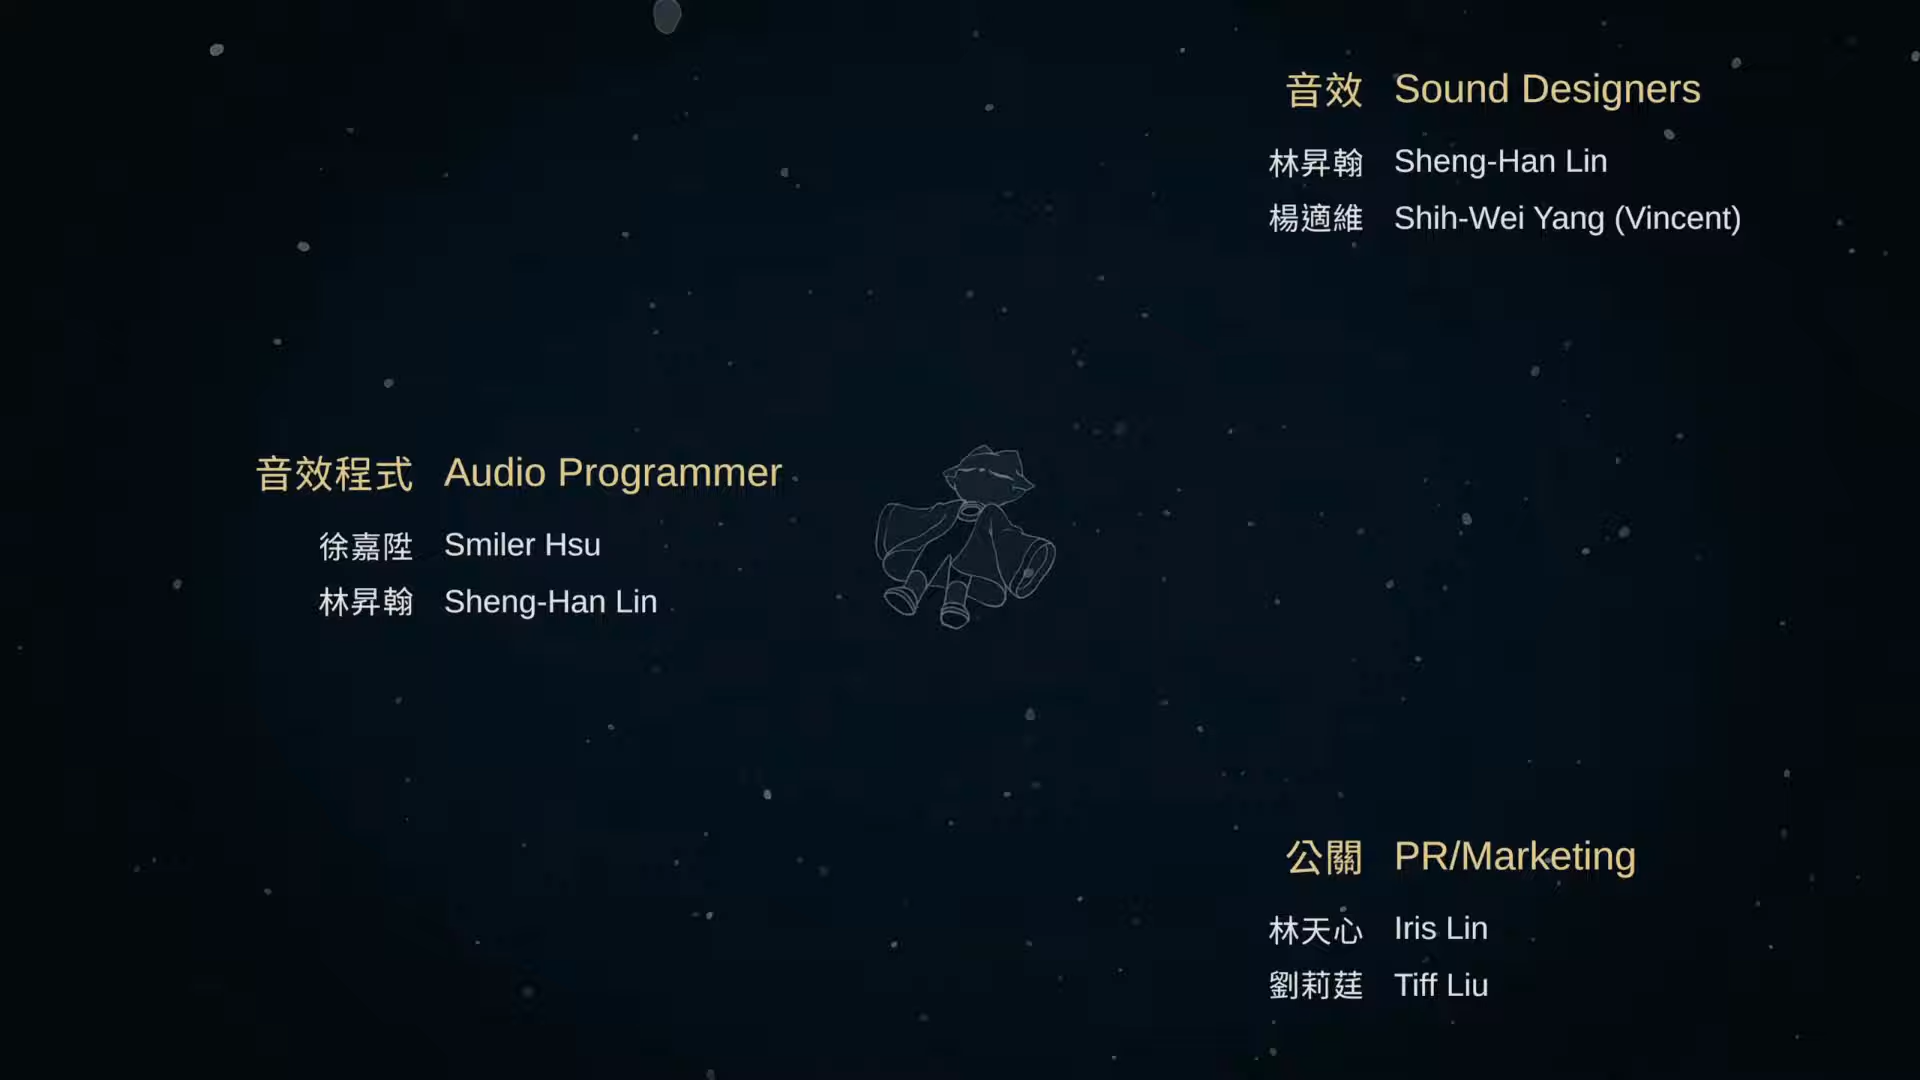 音效 Sound Designers
林昇翰 Sheng-Han Lin
楊適維 Shih-Wei Yang (Vincent)
音效程式 Audio Programmer
徐嘉陞 Smiler Hsu
林昇翰 Sheng-Han Lin
公關 PR/Marketing
林天心 Iris Lin
劉莉莛 Tiff Liu